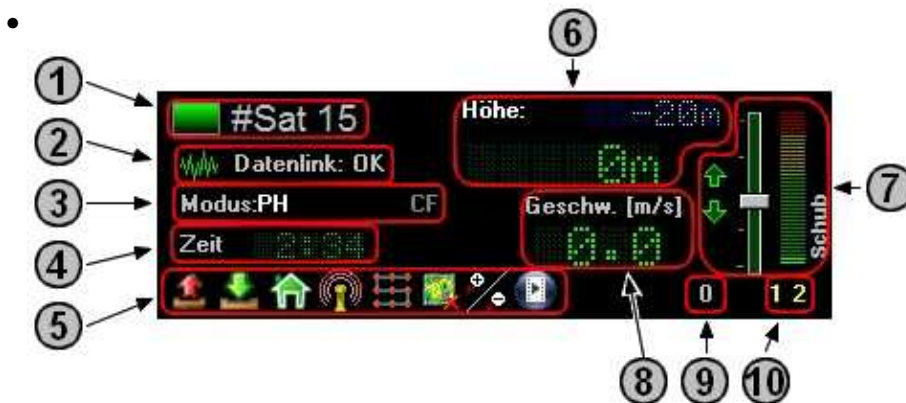 6
1
#Sat 15
Höhe:
-20m
2
Datenlink: OK
0m
3
Modus:PH
CF
Geschw. [m/s]
7
Schub
4
Zeit
2:34
0.0
5
0
1 2
8
9
10